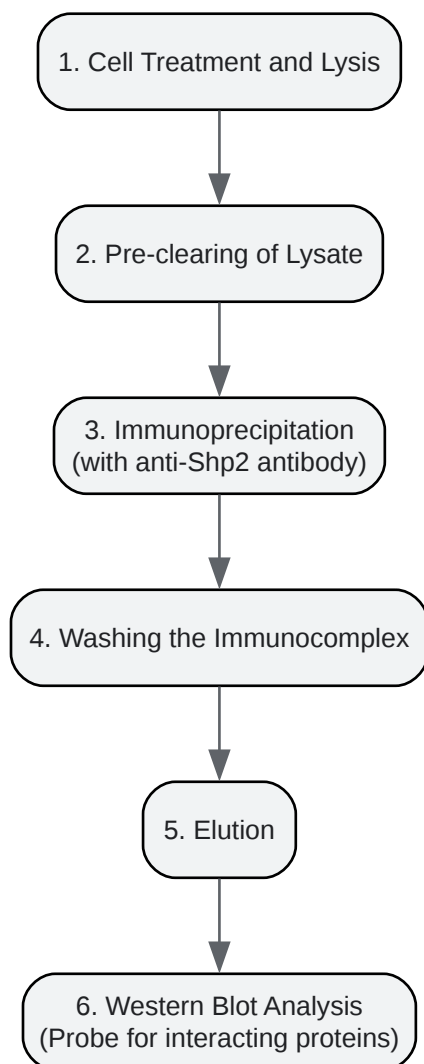 1. Cell Treatment and Lysis
2. Pre-clearing of Lysate
3. Immunoprecipitation
(with anti-Shp2 antibody)
4. Washing the Immunocomplex
5. Elution
6. Western Blot Analysis
(Probe for interacting proteins)